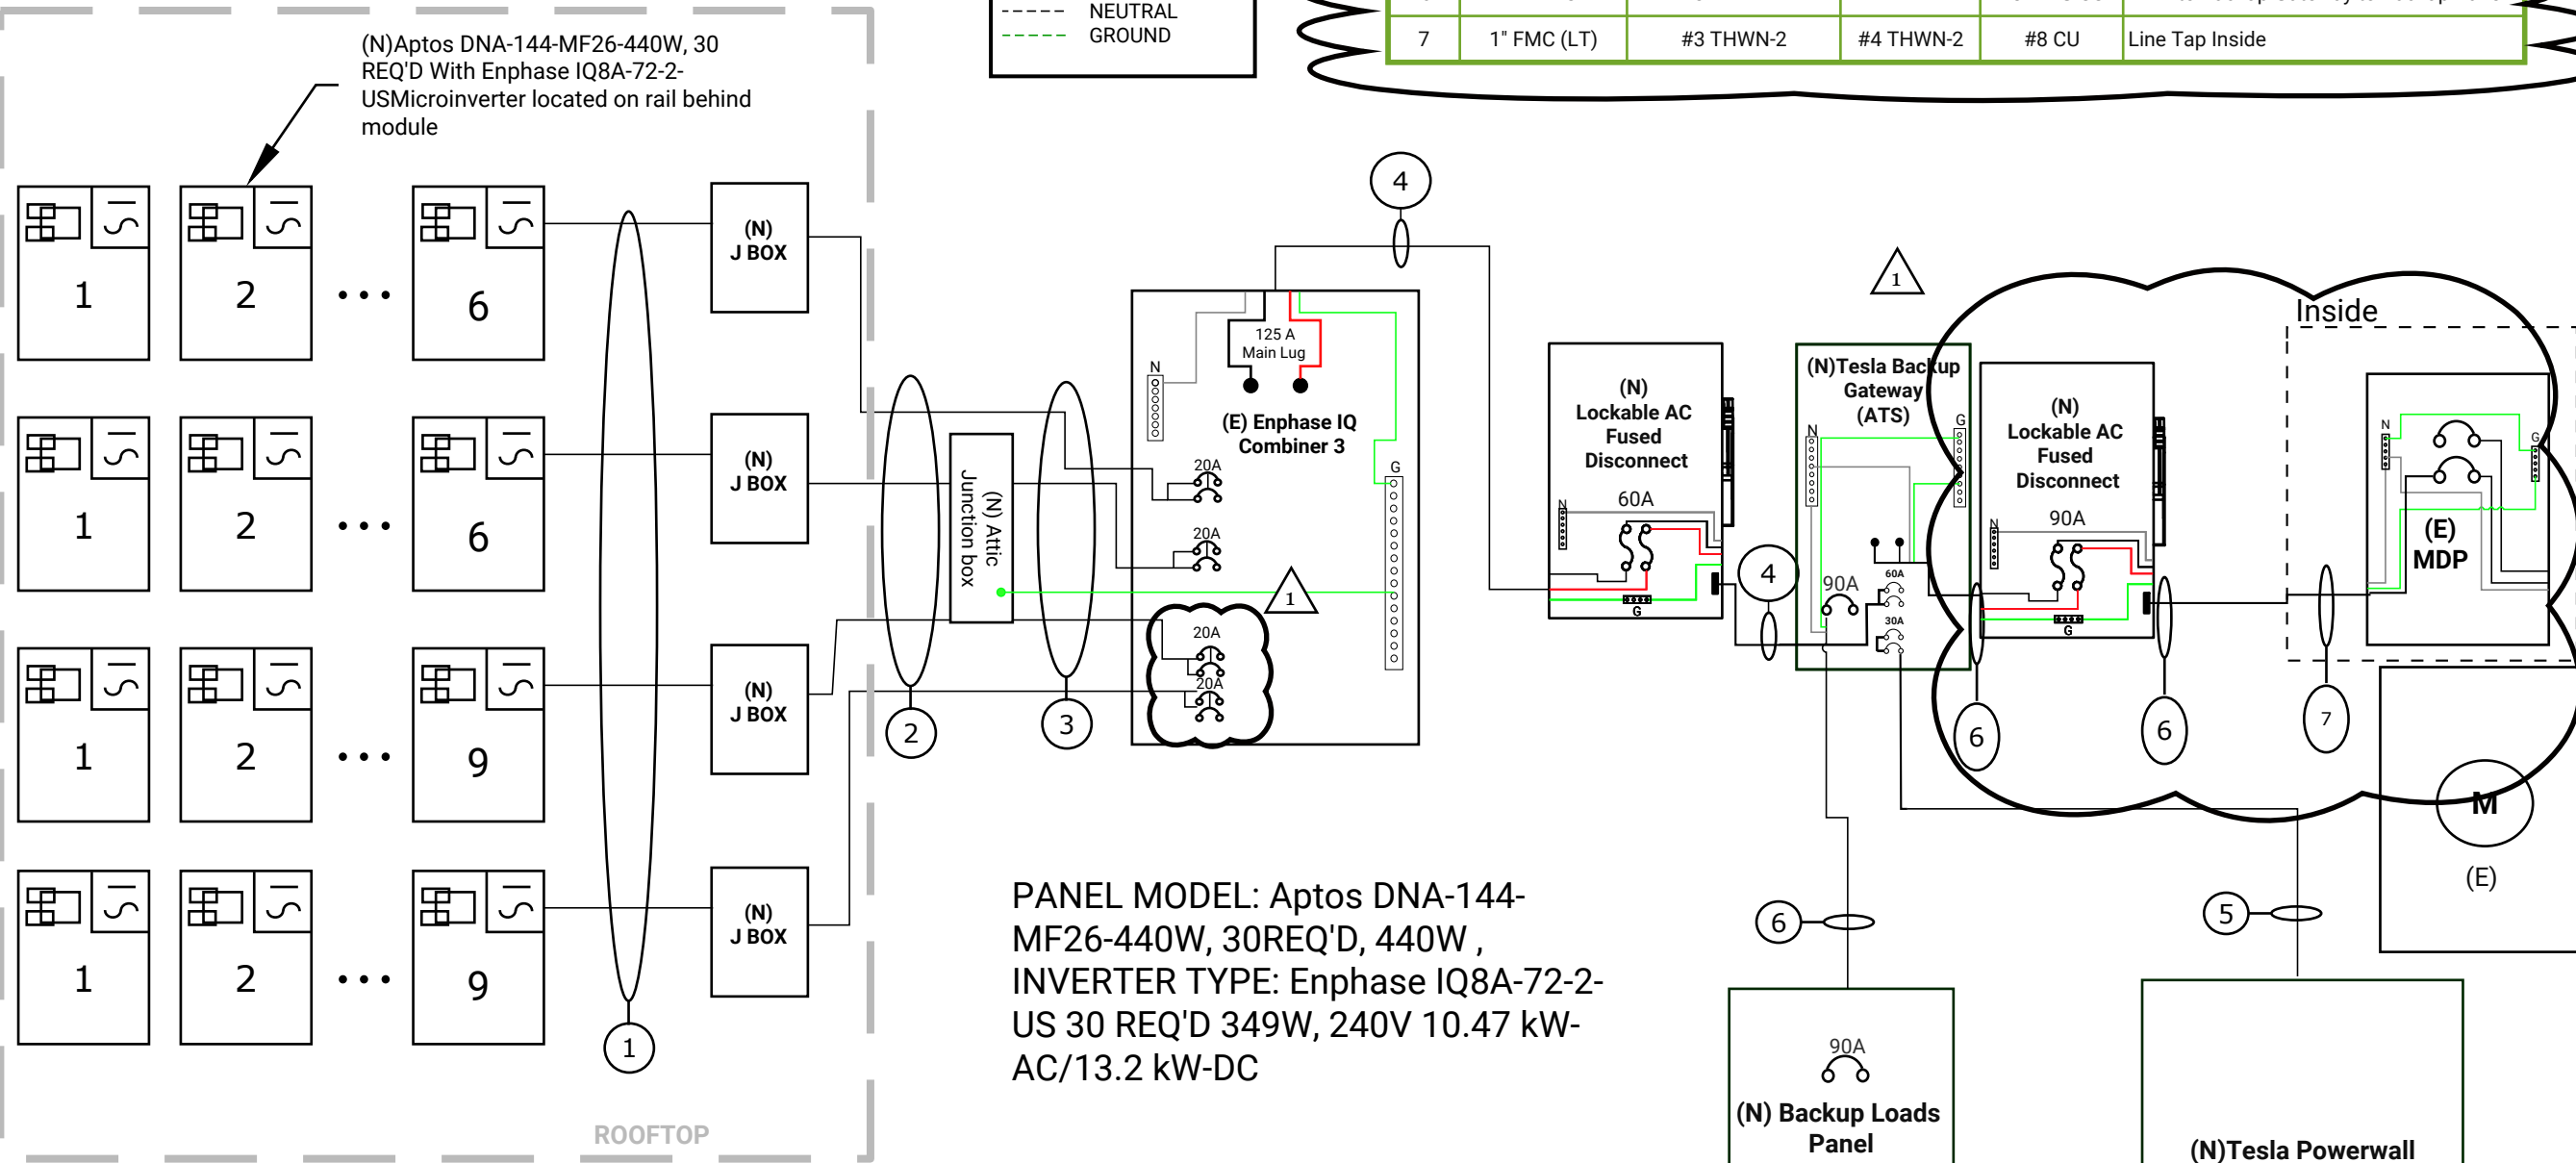 NEUTRAL
GROUND
7 1" FMC (LT) #3 THWN-2 #4 THWN-2 #8 CU Line Tap Inside
(N)Aptos DNA-144-MF26-440W, 30
REQ'D With Enphase IQ8A-72-2-
USMicroinverter located on rail behind
module
1 2 6
(N)
J BOX
1 2 6
(N)
J BOX
1 2 9
(N)
J BOX
1 2 9
(N)
J BOX
1
ROOFTOP
2
3
(N) Attic
Junction box
4
125 A
Main Lug
N
(E) Enphase IQ
Combiner 3
20A
20A
G
1
20A
20A
(N)
Lockable AC
Fused
Disconnect
60A
N
G
4
1
(N)Tesla Backup
Gateway
(ATS)
N
G
90A
60A
30A
(N)
Lockable AC
Fused
Disconnect
90A
N
G
6
6
7
Inside
N
G
(E)
MDP
M
(E)
PANEL MODEL: Aptos DNA-144-
MF26-440W, 30REQ'D, 440W ,
INVERTER TYPE: Enphase IQ8A-72-2-
US 30 REQ'D 349W, 240V 10.47 kW-
AC/13.2 kW-DC
6
5
90A
(N) Backup Loads
Panel
(N)Tesla Powerwall